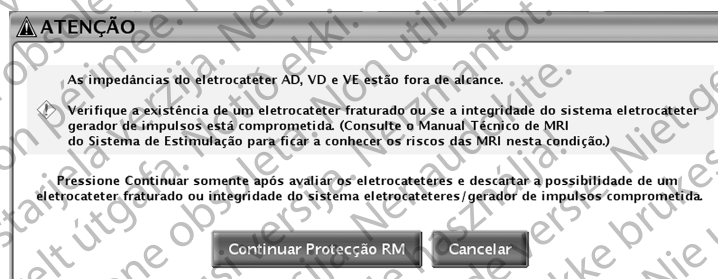 ATENÇÃO
As impedâncias do eletrocateter AD, VD e VE estão fora de alcance.
Verifique a existência de um eletrocateter fraturado ou se a integridade do sistema eletrocateter
gerador de impulsos está comprometida. (Consulte o Manual Técnico de MRI
do Sistema de Estimulação para ficar a conhecer os riscos das MRI nesta condição.)
Pressione Continuar somente após avaliar os eletrocateteres e descartar a possibilidade de um
eletrocateter fraturado ou integridade do sistema eletrocateteres/gerador de impulsos comprometida.
Continuar Protecção RM
Cancelar